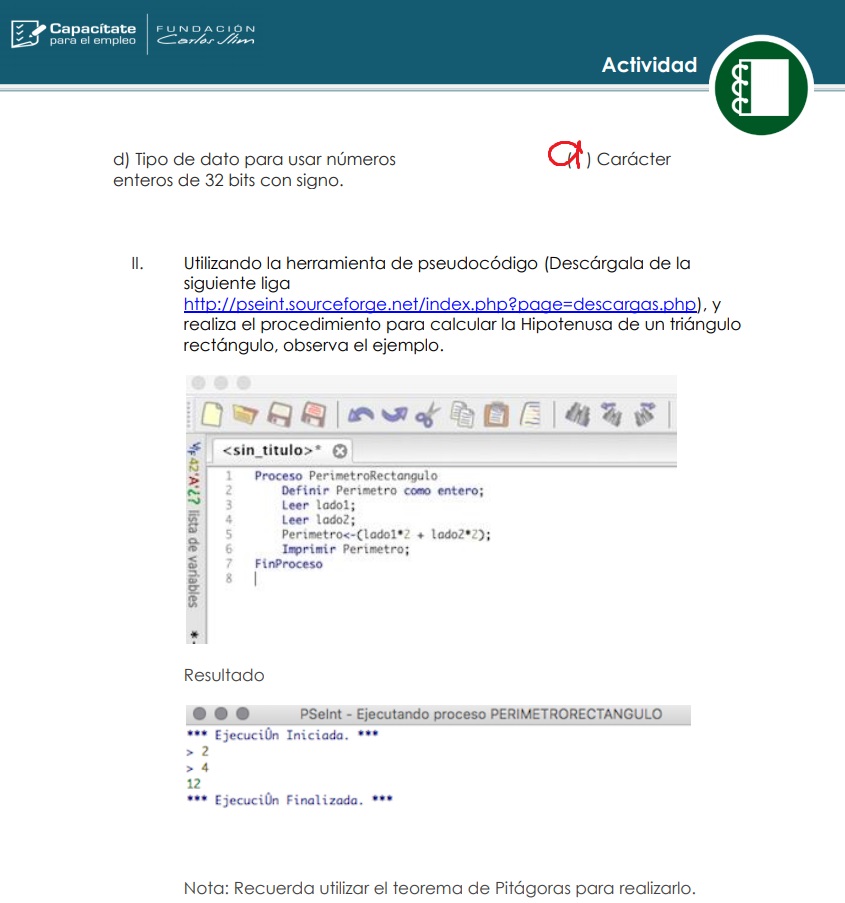 Capacítate
para el empleo
FUNDACIÓN
Carlos Slim
Actividad
d) Tipo de dato para usar números
enteros de 32 bits con signo.
a ) Carácter
II. Utilizando la herramienta de pseudocódigo (Descárgala de la
siguiente liga
http://pseint.sourceforge.net/index.php?page=descargas.php), y
realiza el procedimiento para calcular la Hipotenusa de un triángulo
rectángulo, observa el ejemplo.
<sin_titulo>*
1 Proceso PerimetroRectangulo
2 Definir Perimetro como entero;
3 Leer lado1;
4 Leer lado2;
5 Perimetro<-(lado1*2 + lado2*2);
6 Imprimir Perimetro;
7 FinProceso
8
lista de variables
Resultado
PSeInt - Ejecutando proceso PERIMETRORECTANGULO
*** EjecuciÛn Iniciada. ***
> 2
> 4
12
*** EjecuciÛn Finalizada. ***
Nota: Recuerda utilizar el teorema de Pitágoras para realizarlo.